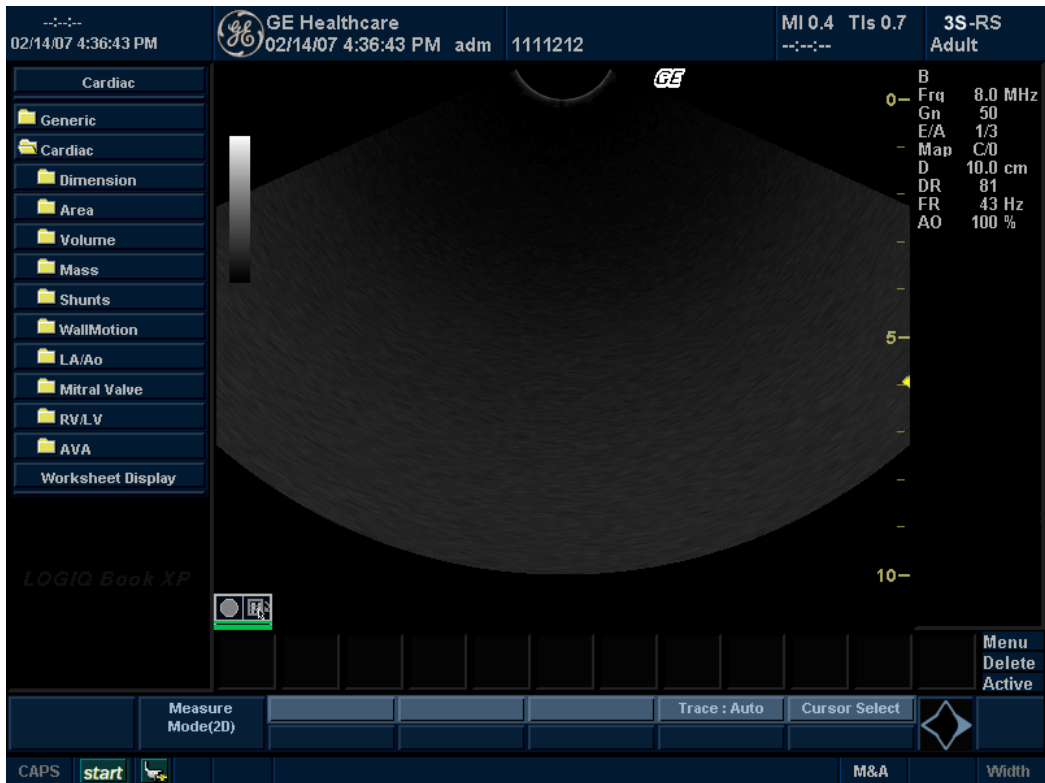 --:--:--
02/14/07 4:36:43 PM
GE Healthcare
02/14/07 4:36:43 PM adm 1111212
MI 0.4 TIs 0.7
--:--:--
3S-RS
Adult
Cardiac
Generic
Cardiac
Dimension
Area
Volume
Mass
Shunts
WallMotion
LA/Ao
Mitral Valve
RV/LV
AVA
Worksheet Display
LOGIQ Book XP
GE
0
5
10
B
Frq 8.0 MHz
Gn 50
E/A 1/3
Map C/0
D 10.0 cm
DR 81
FR 43 Hz
AO 100 %
Menu
Delete
Active
Measure
Mode(2D)
Trace : Auto
Cursor Select
CAPS
start
M&A
Width